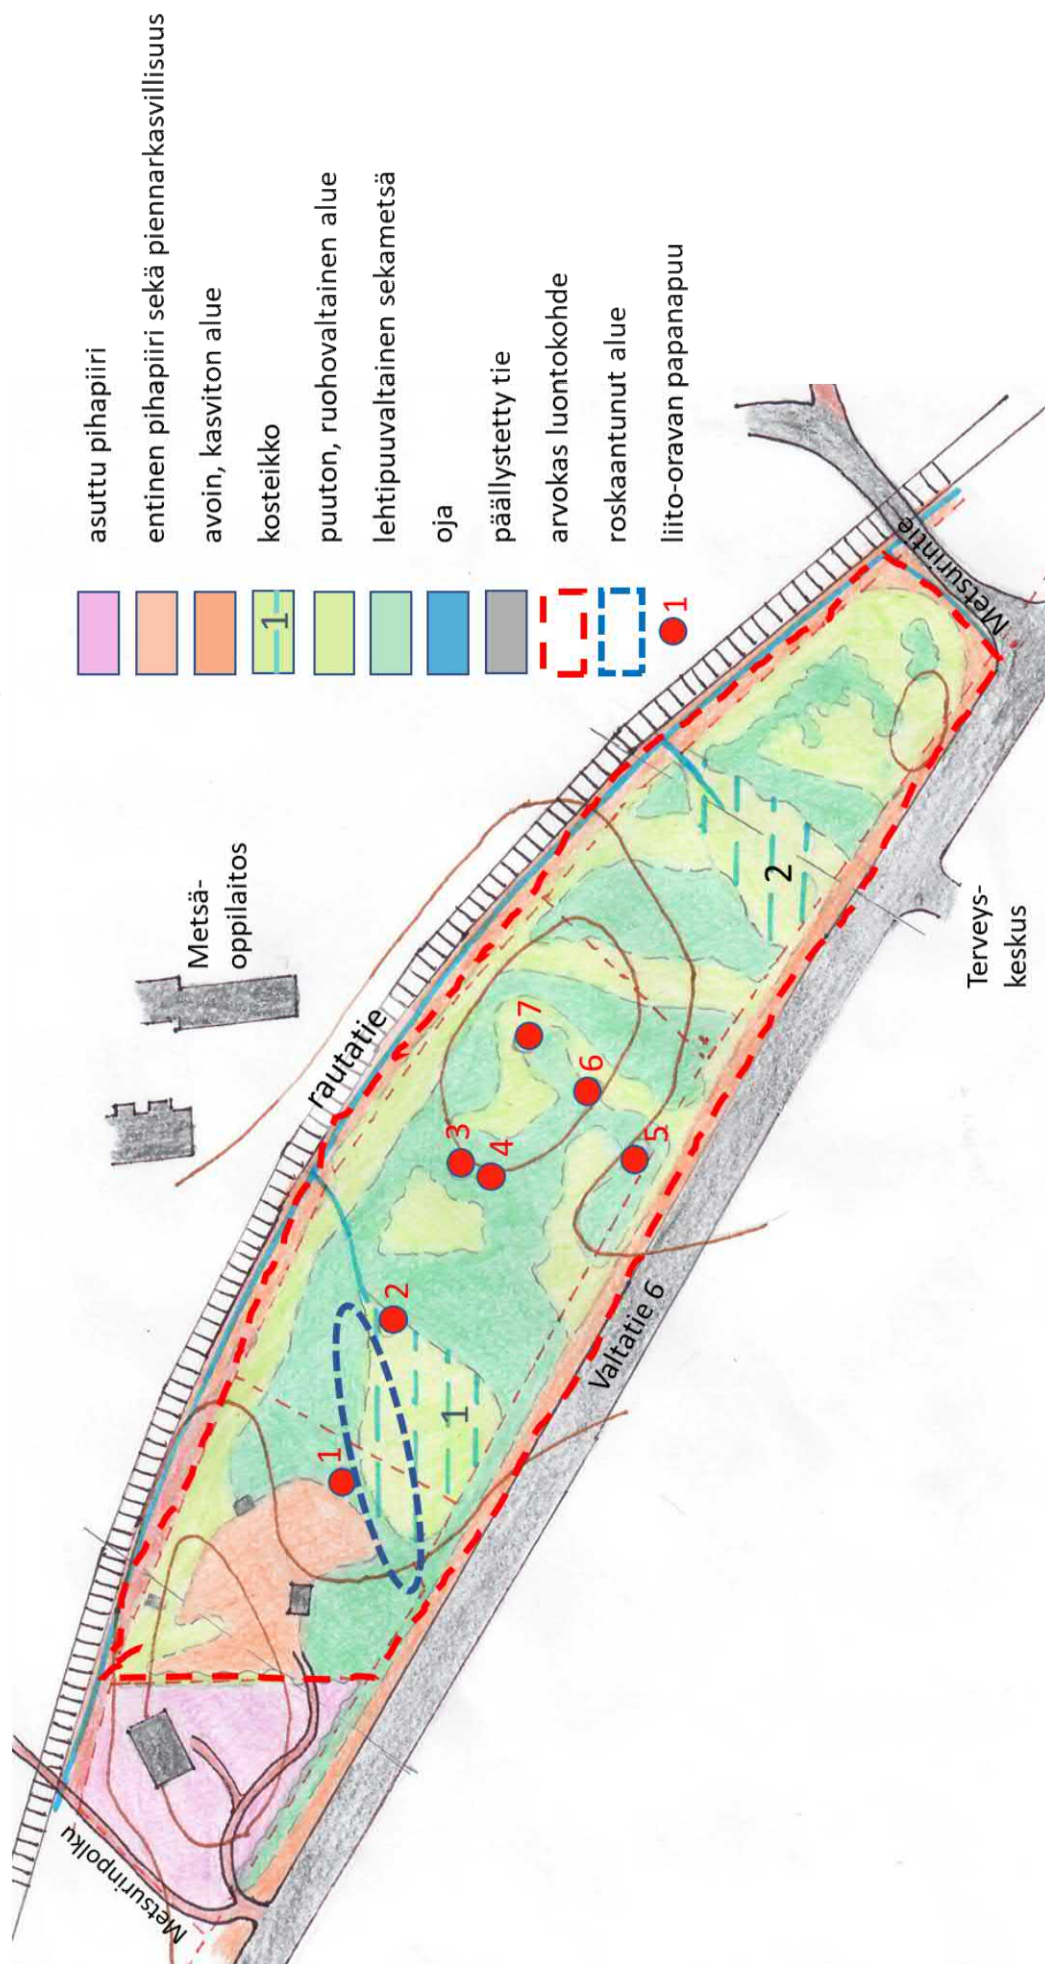 asuttu pihapiiri
entinen pihapiiri sekä piennarkasvillisuus
avoin, kasviton alue
kosteikko
1
puuton, ruohovaltainen alue
lehtipuuvaltainen sekametsä
oja
päällystetty tie
arvokas luontokohde
roskaantunut alue
liito-oravan papanapuu
1
Metsä-
oppilaitos
rautatie
Metsurinpolku
Metsurintie
Valtatie 6
Terveys-
keskus
1
2
3
4
5
6
7
1
2